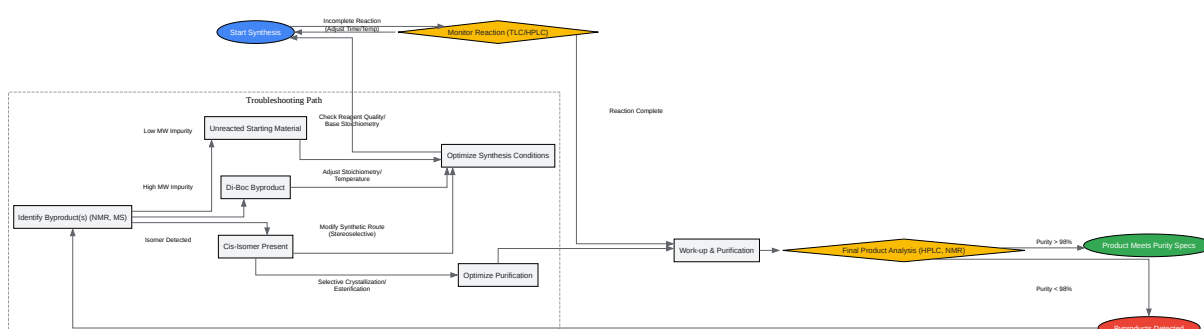 Incomplete Reaction
(Adjust Time/Temp)
Start Synthesis
Monitor Reaction (TLC/HPLC)
Troubleshooting Path
Reaction Complete
Check Reagent Quality/
Base Stoichiometry
Low MW Impurity
Unreacted Starting Material
Optimize Synthesis Conditions
Adjust Stoichiometry/
Temperature
High MW Impurity
Di-Boc Byproduct
Identify Byproduct(s) (NMR, MS)
Modify Synthetic Route
(Stereoselective)
Isomer Detected
Cis-Isomer Present
Work-up & Purification
Final Product Analysis (HPLC, NMR)
Purity > 98%
Product Meets Purity Specs
Optimize Purification
Selective Crystallization/
Esterification
Purity < 98%
Byproducts Detected